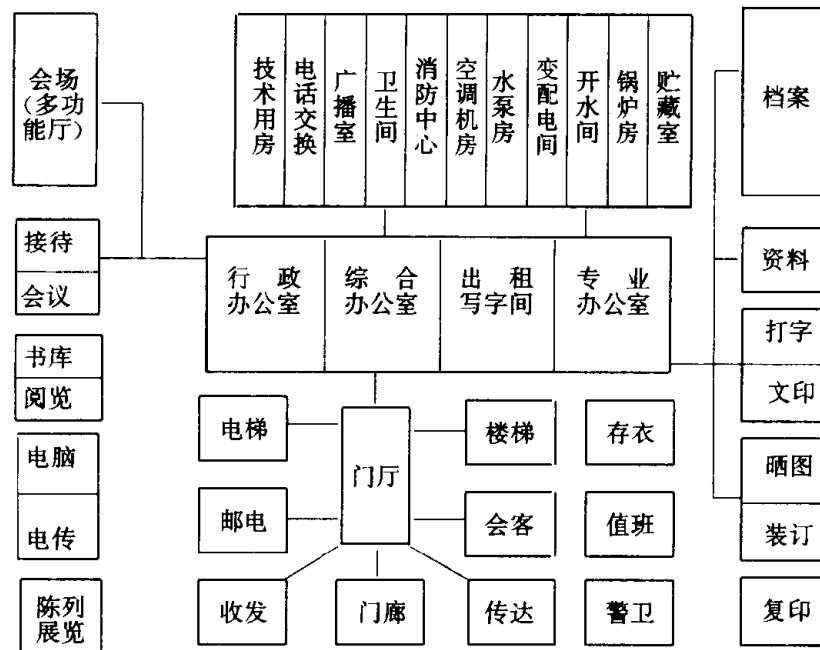 会场
（多功
能厅）
技术用房
电话交换
广播室
卫生间
消防中心
空调机房
水泵房
变配电间
开水间
锅炉房
贮藏室
档案
接待
会议
行政
办公室
综合
办公室
出租
写字间
专业
办公室
资料
书库
阅览
打字
文印
电梯
门厅
楼梯
存衣
电脑
电传
邮电
会客
值班
晒图
装订
陈列
展览
收发
门廊
传达
警卫
复印